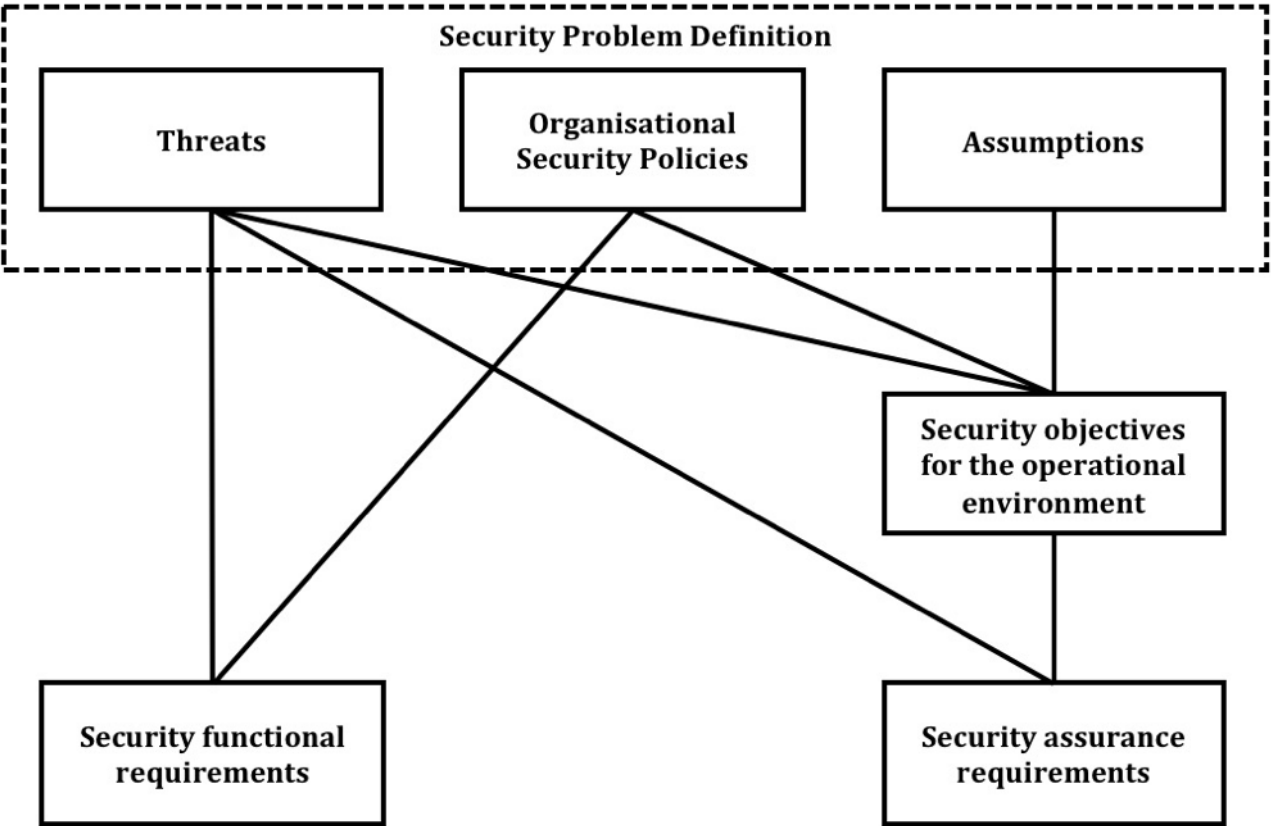 Security Problem Definition
Threats
Organisational
Security Policies
Assumptions
Security objectives
for the operational
environment
Security functional
requirements
Security assurance
requirements